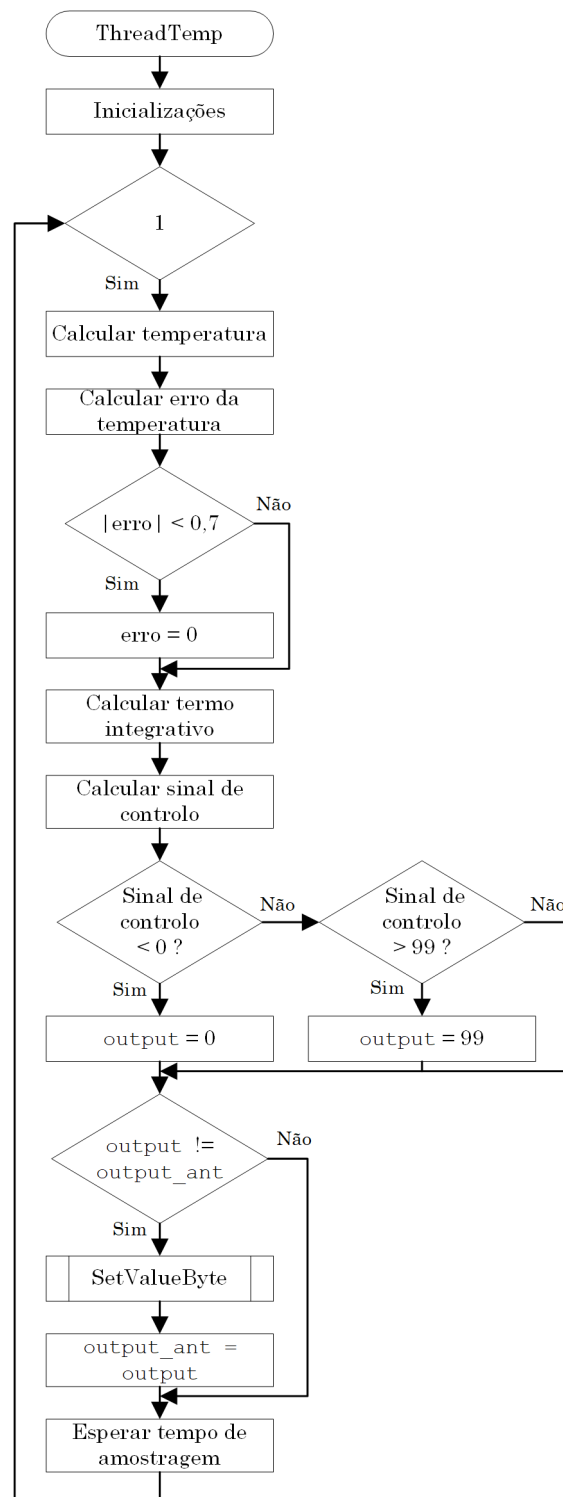 ThreadTemp
Inicializações
1
Sim
Calcular temperatura
Calcular erro da
temperatura
|erro| < 0,7
Não
Sim
erro = 0
Calcular termo
integrativo
Calcular sinal de
controlo
Sinal de
controlo
< 0 ?
Não
Sim
Sinal de
controlo
> 99 ?
Não
Sim
output = 0
output = 99
output !=
output_ant
Não
Sim
SetValueByte
output_ant =
output
Esperar tempo de
amostragem